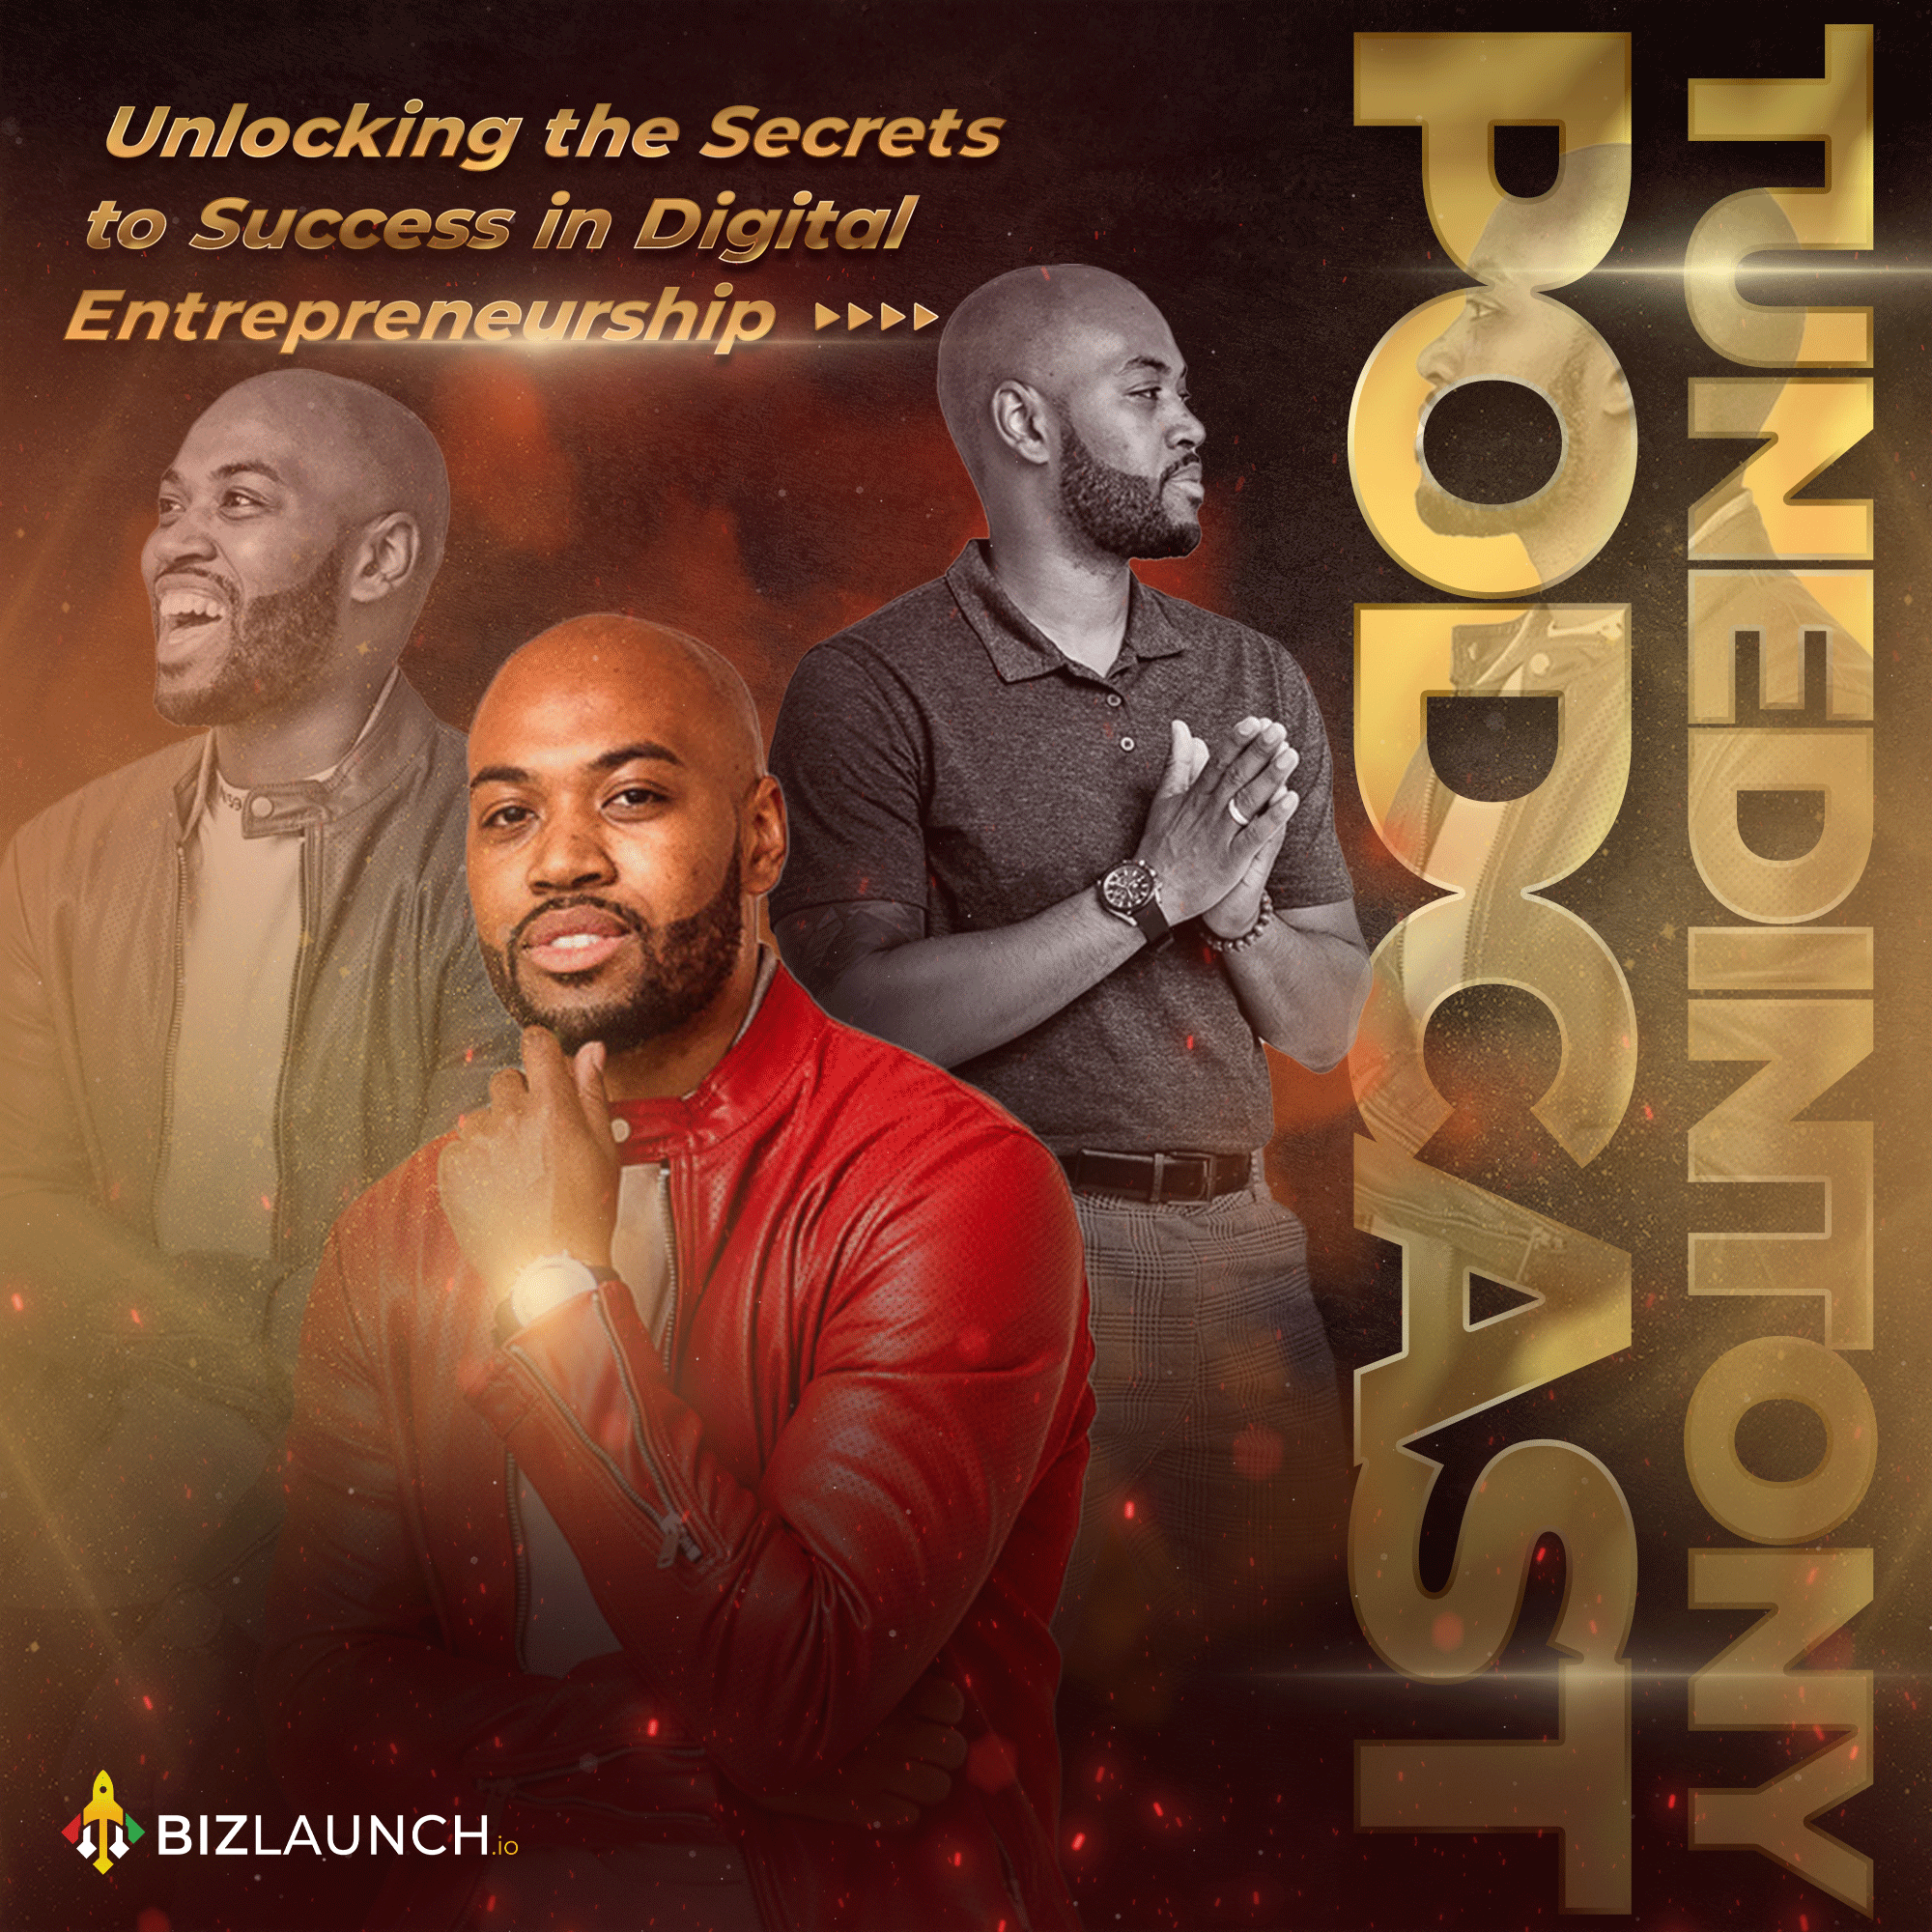 Unlocking the Secrets
to Success in Digital
Entrepreneurship
TUNEDINTONY
PODCAST
BIZLAUNCH.io